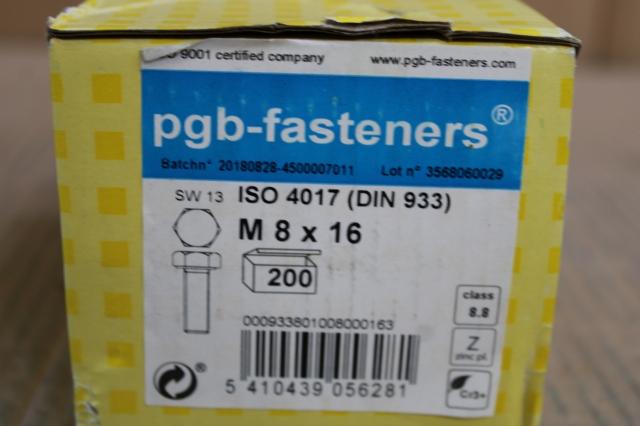 9001 certified company
www.pgb-fasteners.com
pgb-fasteners®
Batchn° 20180828-4500007011 Lot n° 3568060029
SW 13 ISO 4017 (DIN 933)
M 8 x 16
200
000933801008000163
5 410439 056281
class
8.8
Z
zinc pl.
Cr3+
®